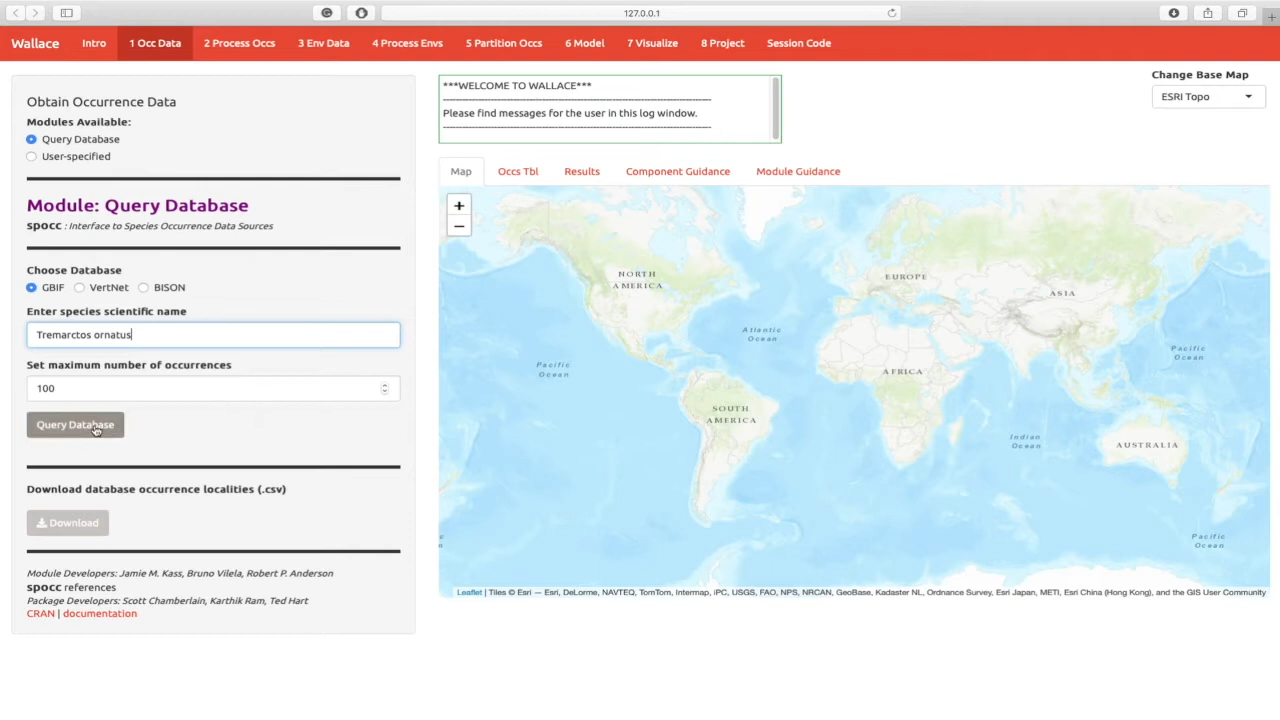 127.0.0.1
Wallace Intro 1 Occ Data 2 Process Occs 3 Env Data 4 Process Envs 5 Partition Occs 6 Model 7 Visualize 8 Project Session Code
Obtain Occurrence Data
Modules Available:
Query Database
User-specified
Module: Query Database
spocc : Interface to Species Occurrence Data Sources
Choose Database
GBIF VertNet BISON
Enter species scientific name
Tremarctos ornatus
Set maximum number of occurrences
100
Query Database
Download database occurrence localities (.csv)
Download
Module Developers: Jamie M. Kass, Bruno Vilela, Robert P. Anderson
spocc references
Package Developers: Scott Chamberlain, Karthik Ram, Ted Hart
CRAN | documentation
***WELCOME TO WALLACE***
Please find messages for the user in this log window.
Change Base Map
ESRI Topo
Map Occs Tbl Results Component Guidance Module Guidance
+
−
NORTH
AMERICA
EUROPE
ASIA
Atlantic
Ocean
Pacific
Ocean
Pacific
Ocean
AFRICA
SOUTH
AMERICA
Indian
Ocean
AUSTRALIA
Pacific
Ocean
Leaflet | Tiles © Esri — Esri, DeLorme, NAVTEQ, TomTom, Intermap, iPC, USGS, FAO, NPS, NRCAN, GeoBase, Kadaster NL, Ordnance Survey, Esri Japan, METI, Esri China (Hong Kong), and the GIS User Community